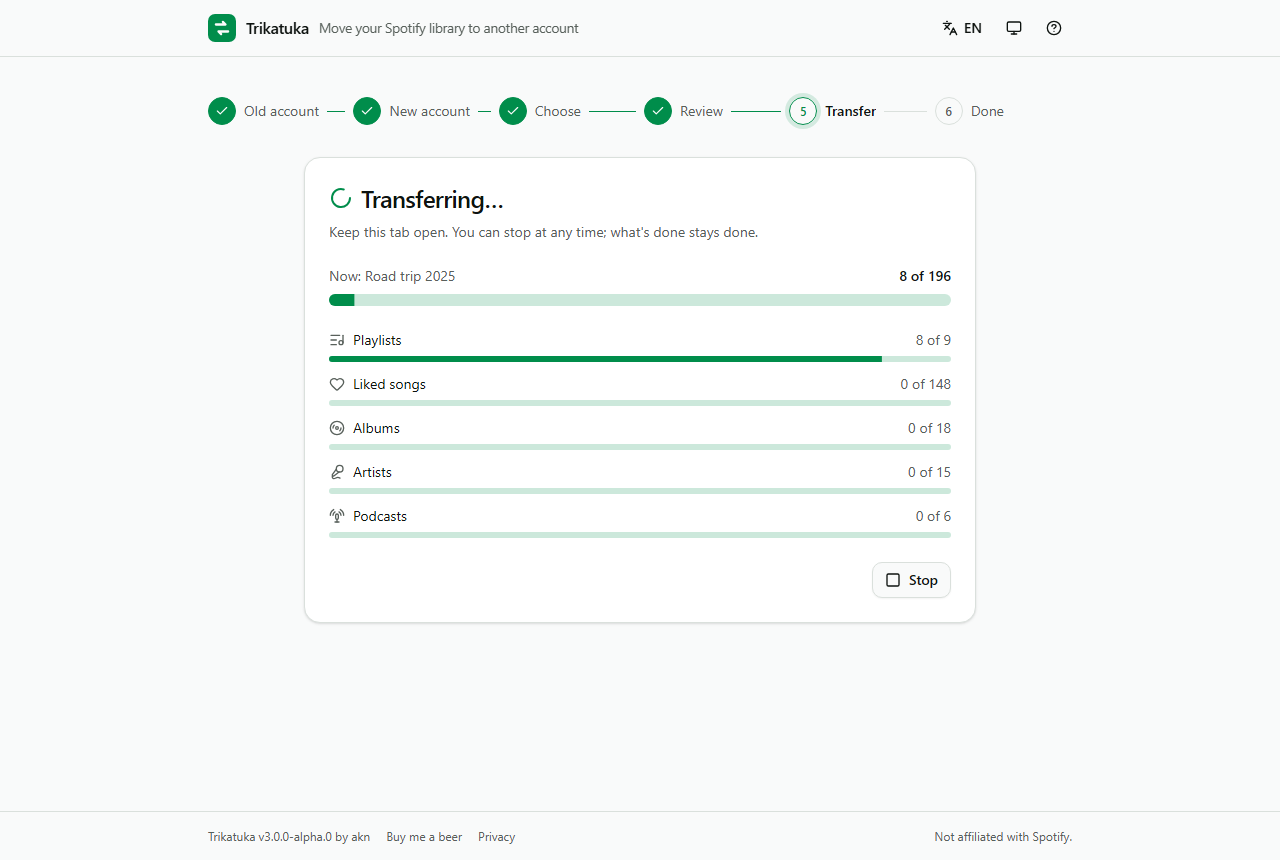 Trikatuka Move your Spotify library to another account EN
Old account New account Choose Review 5 Transfer 6 Done
Transferring...
Keep this tab open. You can stop at any time; what's done stays done.
Now: Road trip 2025 8 of 196
Playlists 8 of 9
Liked songs 0 of 148
Albums 0 of 18
Artists 0 of 15
Podcasts 0 of 6
Stop
Trikatuka v3.0.0-alpha.0 by akn Buy me a beer Privacy Not affiliated with Spotify.